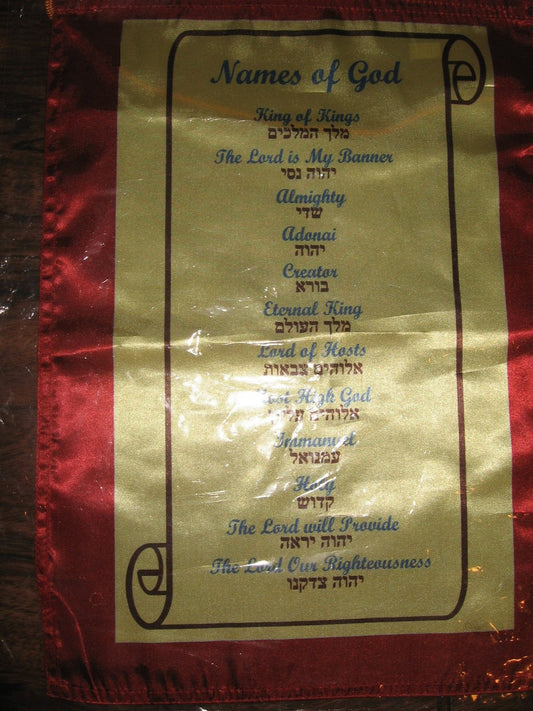 Names of God
King of Kings
מלך המלכים
The Lord is My Banner
יהוה נסי
Almighty
שדי
Adonai
יהוה
Creator
בורא
Eternal King
מלך העולם
Lord of Hosts
אלוהים צבאות
High God
אלוהים
Immanuel
עמנואל
Holy
קדוש
The Lord will Provide
יהוה יראה
The Lord Our Righteousness
יהוה צדקנו